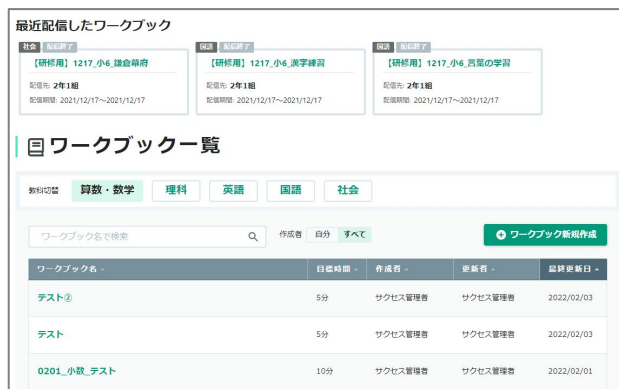 最近配信したワークブック
社会 配信終了 国語 配信終了 国語 配信終了
【研修用】1217_小6_鎌倉幕府 【研修用】1217_小6_漢字練習 【研修用】1217_小6_言葉の学習
配信先: 2年1組 配信先: 2年1組 配信先: 2年1組
配信期間: 2021/12/17～2021/12/17 配信期間: 2021/12/17～2021/12/17 配信期間: 2021/12/17～2021/12/17
ワークブック一覧
教科切替 算数・数学 理科 英語 国語 社会
ワークブック名で検索 作成者 自分 すべて ワークブック新規作成
ワークブック名 目標時間 作成者 更新者 最終更新日
テスト② 5分 サクセス管理者 サクセス管理者 2022/02/03
テスト 5分 サクセス管理者 サクセス管理者 2022/02/03
0201_小数_テスト 10分 サクセス管理者 サクセス管理者 2022/02/01